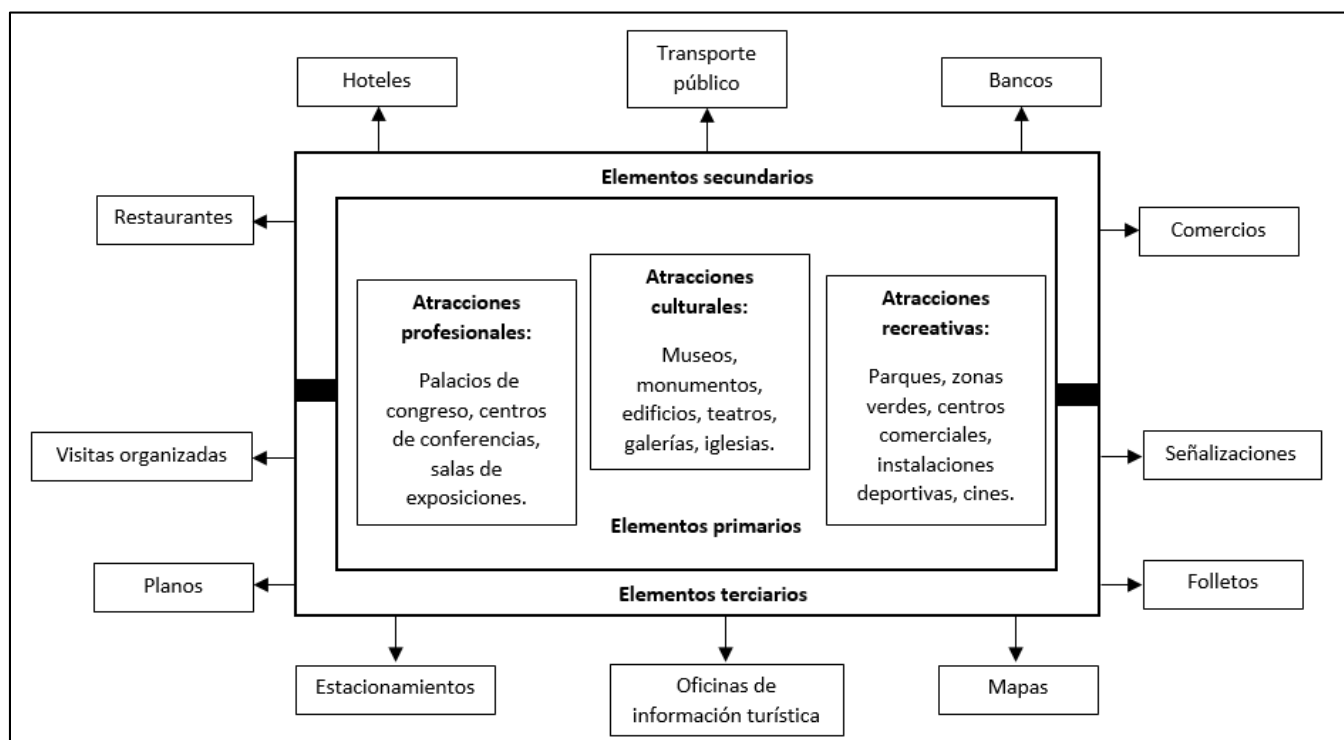 Hoteles
Transporte
público
Bancos
Elementos secundarios
Restaurantes
Comercios
Atracciones
profesionales:
Palacios de
congreso, centros
de conferencias,
salas de
exposiciones.
Atracciones
culturales:
Museos,
monumentos,
edificios, teatros,
galerías, iglesias.
Atracciones
recreativas:
Parques, zonas
verdes, centros
comerciales,
instalaciones
deportivas, cines.
Visitas organizadas
Señalizaciones
Elementos primarios
Planos
Folletos
Elementos terciarios
Estacionamientos
Oficinas de
información turística
Mapas